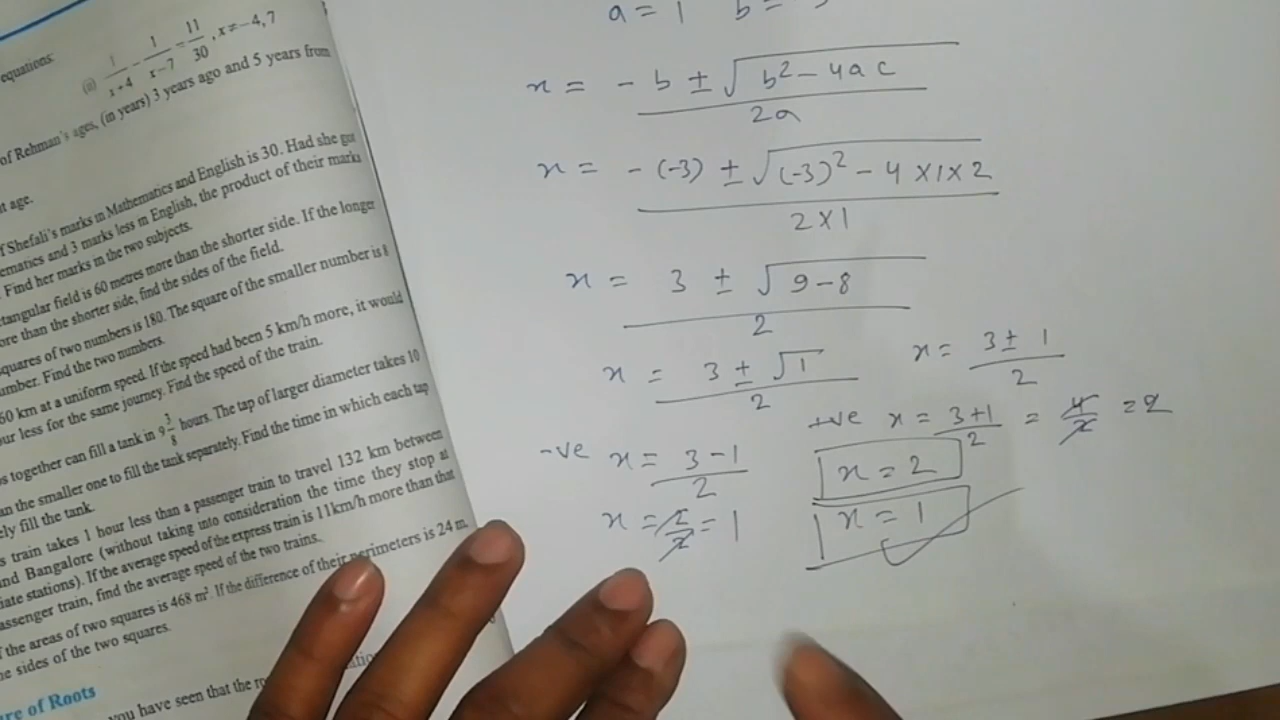 equations:
(ii) 1/x+4 − 1/x−7 = 11/30 , x ≠ −4, 7
of Rehman's ages, (in years) 3 years ago and 5 years from
age.
f Shefali's marks in Mathematics and English is 30. Had she got
ematics and 3 marks less in English, the product of their marks
. Find her marks in the two subjects.
ctangular field is 60 metres more than the shorter side. If the longer
ore than the shorter side, find the sides of the field.
squares of two numbers is 180. The square of the smaller number is 8
umber. Find the two numbers.
60 km at a uniform speed. If the speed had been 5 km/h more, it would
our less for the same journey. Find the speed of the train.
s together can fill a tank in 9 3/8 hours. The tap of larger diameter takes 10
an the smaller one to fill the tank separately. Find the time in which each tap
ely fill the tank.
s train takes 1 hour less than a passenger train to travel 132 km between
nd Bangalore (without taking into consideration the time they stop at
iate stations). If the average speed of the express train is 11km/h more than that
assenger train, find the average speed of the two trains.
f the areas of two squares is 468 m². If the difference of their perimeters is 24 m,
he sides of the two squares.
re of Roots
you have seen that the
a = 1 b =
x = −b ± √b² − 4ac / 2a
x = −(−3) ± √(−3)² − 4×1×2 / 2×1
x = 3 ± √9−8 / 2
x = 3 ± √1 / 2 x = 3 ± 1 / 2
+ve x = 3+1 / 2 = 4/2 = 2
−ve x = 3−1 / 2 x = 2
x = 2/2 = 1 x = 1